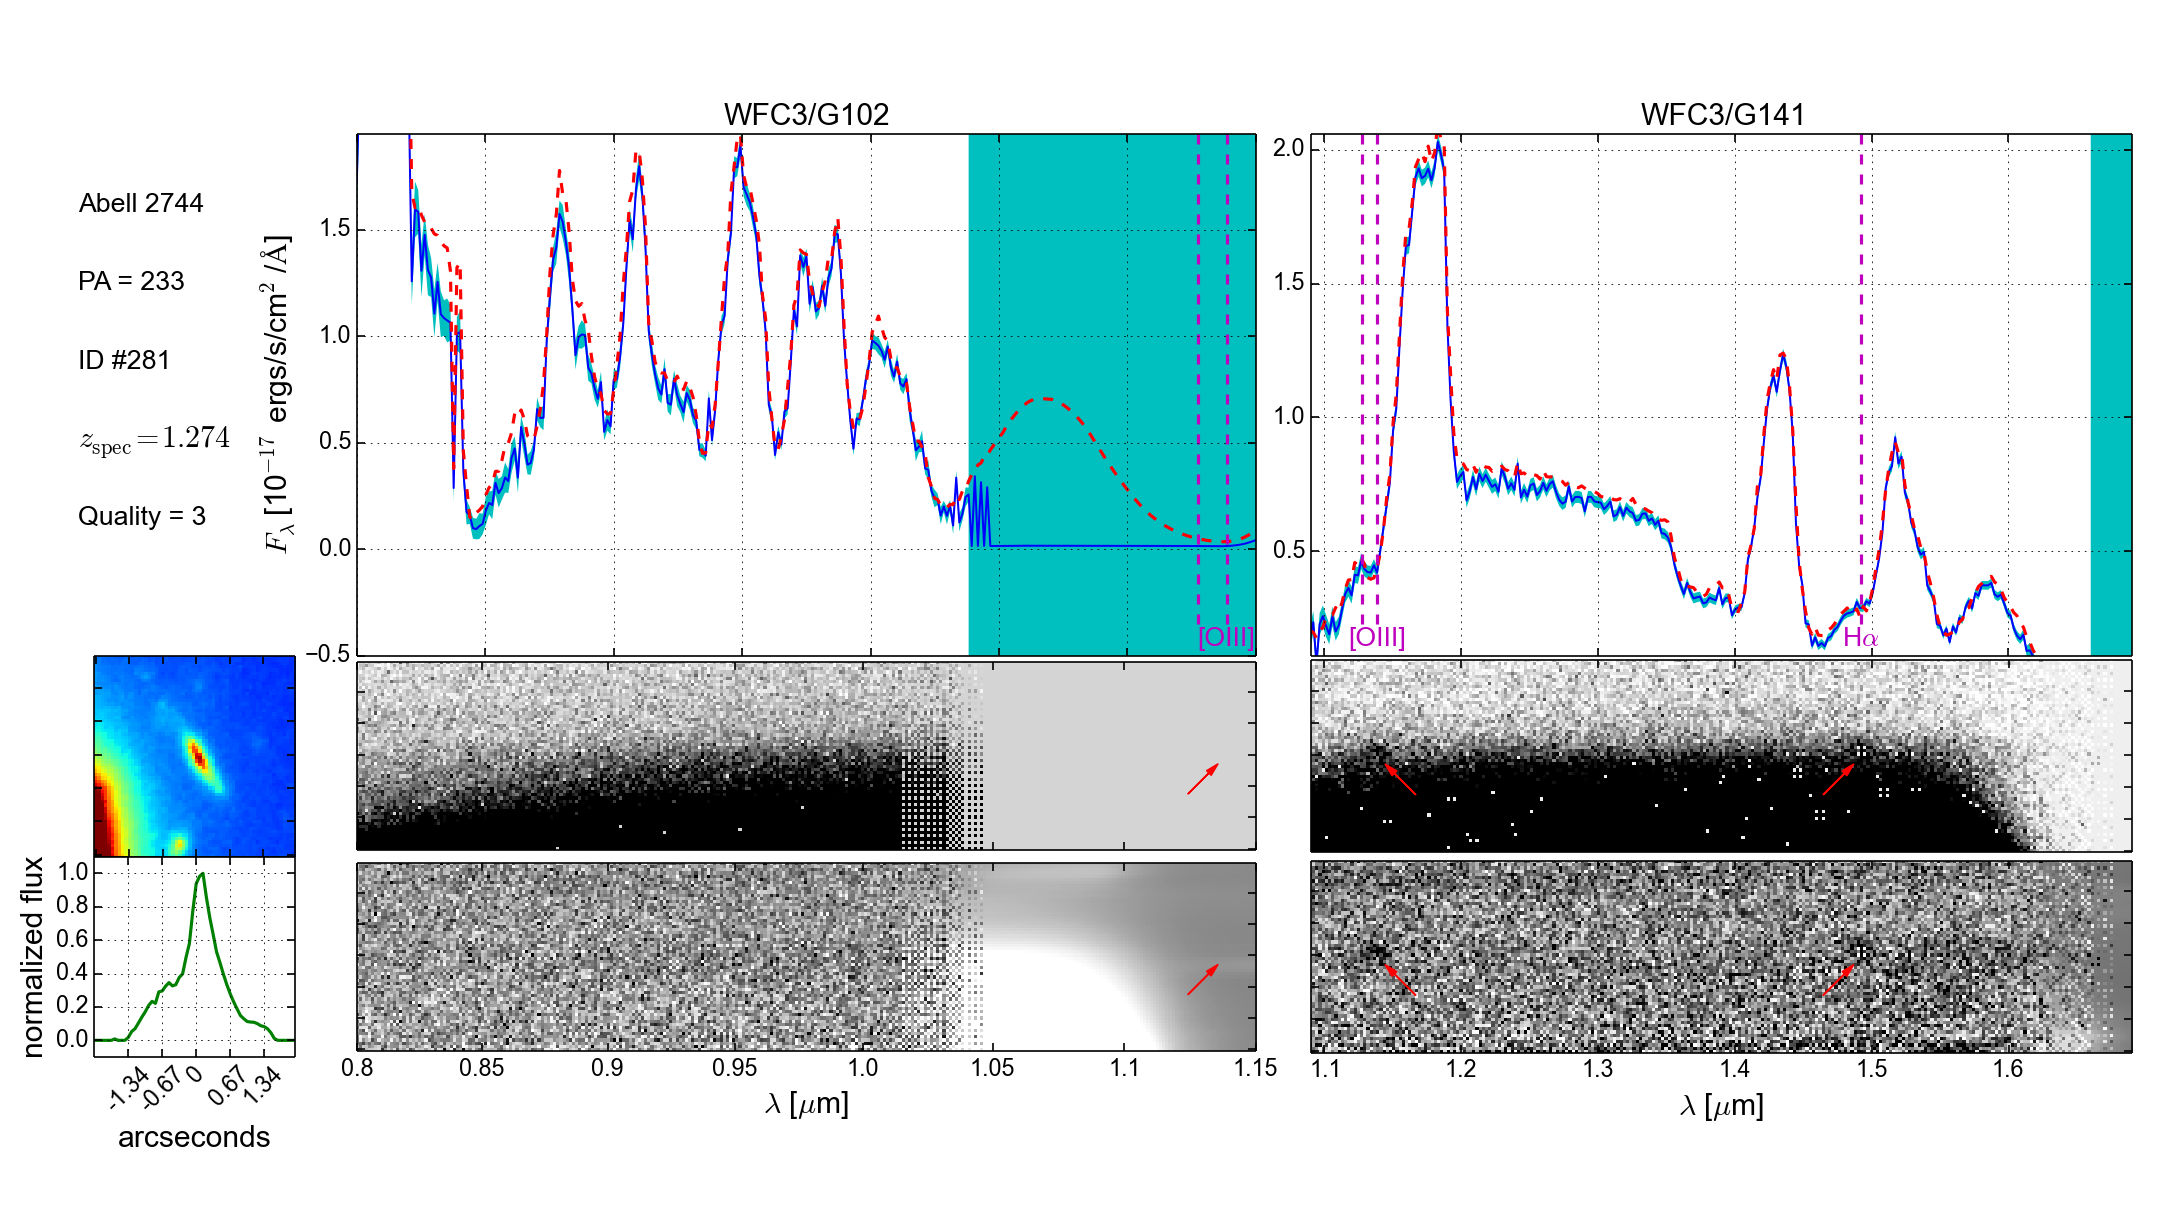 WFC3/G102
WFC3/G141
Abell 2744
PA = 233
ID #281
z_spec = 1.274
Quality = 3
F_λ [10^−17 ergs/s/cm^2/Å]
1.5
1.0
0.5
0.0
−0.5
[OIII]
2.0
1.5
1.0
0.5
[OIII]
Hα
normalized flux
1.0
0.8
0.6
0.4
0.2
0.0
-1.34
-0.67
0
0.67
1.34
arcseconds
0.8
0.85
0.9
0.95
1.0
1.05
1.1
1.15
λ [μm]
1.1
1.2
1.3
1.4
1.5
1.6
λ [μm]